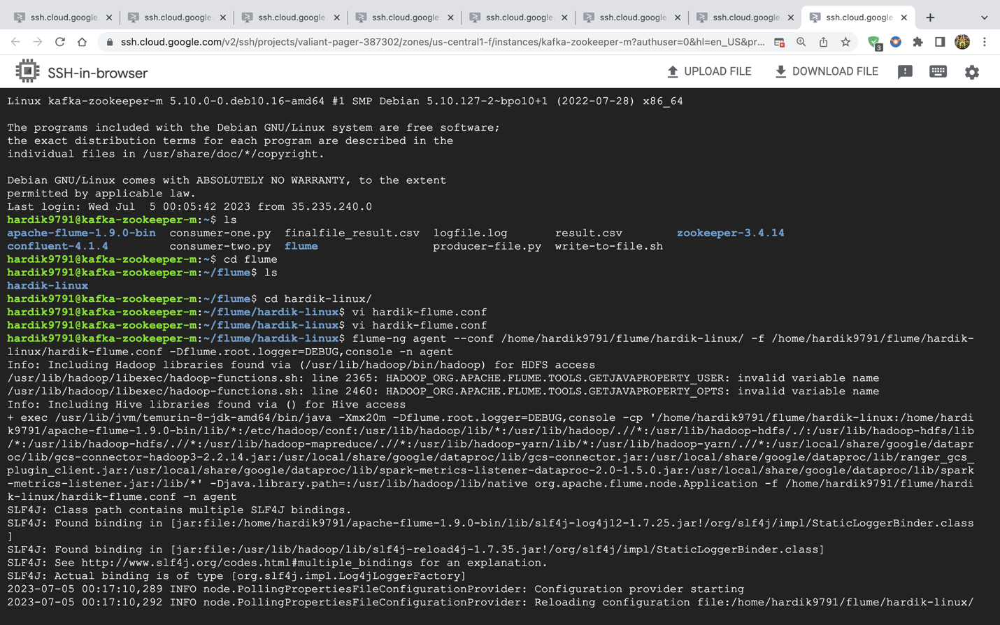 ssh.cloud.google. ssh.cloud.google. ssh.cloud.google. ssh.cloud.google. ssh.cloud.google. ssh.cloud.google. ssh.cloud.google. ssh.cloud.google.
ssh.cloud.google.com/v2/ssh/projects/valiant-pager-387302/zones/us-central1-f/instances/kafka-zookeeper-m?authuser=0&hl=en_US&pr... 3
SSH-in-browser UPLOAD FILE DOWNLOAD FILE
Linux kafka-zookeeper-m 5.10.0-0.deb10.16-amd64 #1 SMP Debian 5.10.127-2~bpo10+1 (2022-07-28) x86_64
The programs included with the Debian GNU/Linux system are free software;
the exact distribution terms for each program are described in the
individual files in /usr/share/doc/*/copyright.
Debian GNU/Linux comes with ABSOLUTELY NO WARRANTY, to the extent
permitted by applicable law.
Last login: Wed Jul  5 00:05:42 2023 from 35.235.240.0
hardik9791@kafka-zookeeper-m:~$ ls
apache-flume-1.9.0-bin  consumer-one.py  finalfile_result.csv  logfile.log       result.csv        zookeeper-3.4.14
confluent-4.1.4         consumer-two.py  flume                 producer-file.py  write-to-file.sh
hardik9791@kafka-zookeeper-m:~$ cd flume
hardik9791@kafka-zookeeper-m:~/flume$ ls
hardik-linux
hardik9791@kafka-zookeeper-m:~/flume$ cd hardik-linux/
hardik9791@kafka-zookeeper-m:~/flume/hardik-linux$ vi hardik-flume.conf
hardik9791@kafka-zookeeper-m:~/flume/hardik-linux$ vi hardik-flume.conf
hardik9791@kafka-zookeeper-m:~/flume/hardik-linux$ flume-ng agent --conf /home/hardik9791/flume/hardik-linux/ -f /home/hardik9791/flume/hardik-
linux/hardik-flume.conf -Dflume.root.logger=DEBUG,console -n agent
Info: Including Hadoop libraries found via (/usr/lib/hadoop/bin/hadoop) for HDFS access
/usr/lib/hadoop/libexec/hadoop-functions.sh: line 2365: HADOOP_ORG.APACHE.FLUME.TOOLS.GETJAVAPROPERTY_USER: invalid variable name
/usr/lib/hadoop/libexec/hadoop-functions.sh: line 2460: HADOOP_ORG.APACHE.FLUME.TOOLS.GETJAVAPROPERTY_OPTS: invalid variable name
Info: Including Hive libraries found via () for Hive access
+ exec /usr/lib/jvm/temurin-8-jdk-amd64/bin/java -Xmx20m -Dflume.root.logger=DEBUG,console -cp '/home/hardik9791/flume/hardik-linux:/home/hardi
k9791/apache-flume-1.9.0-bin/lib/*:/etc/hadoop/conf:/usr/lib/hadoop/lib/*:/usr/lib/hadoop/.//*:/usr/lib/hadoop-hdfs/./:/usr/lib/hadoop-hdfs/lib
/*:/usr/lib/hadoop-hdfs/.//*:/usr/lib/hadoop-mapreduce/.//*:/usr/lib/hadoop-yarn/lib/*:/usr/lib/hadoop-yarn/.//*:/usr/local/share/google/datapr
oc/lib/gcs-connector-hadoop3-2.2.14.jar:/usr/local/share/google/dataproc/lib/gcs-connector.jar:/usr/local/share/google/dataproc/lib/ranger_gcs_
plugin_client.jar:/usr/local/share/google/dataproc/lib/spark-metrics-listener-dataproc-2.0-1.5.0.jar:/usr/local/share/google/dataproc/lib/spark
-metrics-listener.jar:/lib/*' -Djava.library.path=:/usr/lib/hadoop/lib/native org.apache.flume.node.Application -f /home/hardik9791/flume/hardi
k-linux/hardik-flume.conf -n agent
SLF4J: Class path contains multiple SLF4J bindings.
SLF4J: Found binding in [jar:file:/home/hardik9791/apache-flume-1.9.0-bin/lib/slf4j-log4j12-1.7.25.jar!/org/slf4j/impl/StaticLoggerBinder.class
]
SLF4J: Found binding in [jar:file:/usr/lib/hadoop/lib/slf4j-reload4j-1.7.35.jar!/org/slf4j/impl/StaticLoggerBinder.class]
SLF4J: See http://www.slf4j.org/codes.html#multiple_bindings for an explanation.
SLF4J: Actual binding is of type [org.slf4j.impl.Log4jLoggerFactory]
2023-07-05 00:17:10,289 INFO node.PollingPropertiesFileConfigurationProvider: Configuration provider starting
2023-07-05 00:17:10,292 INFO node.PollingPropertiesFileConfigurationProvider: Reloading configuration file:/home/hardik9791/flume/hardik-linux/